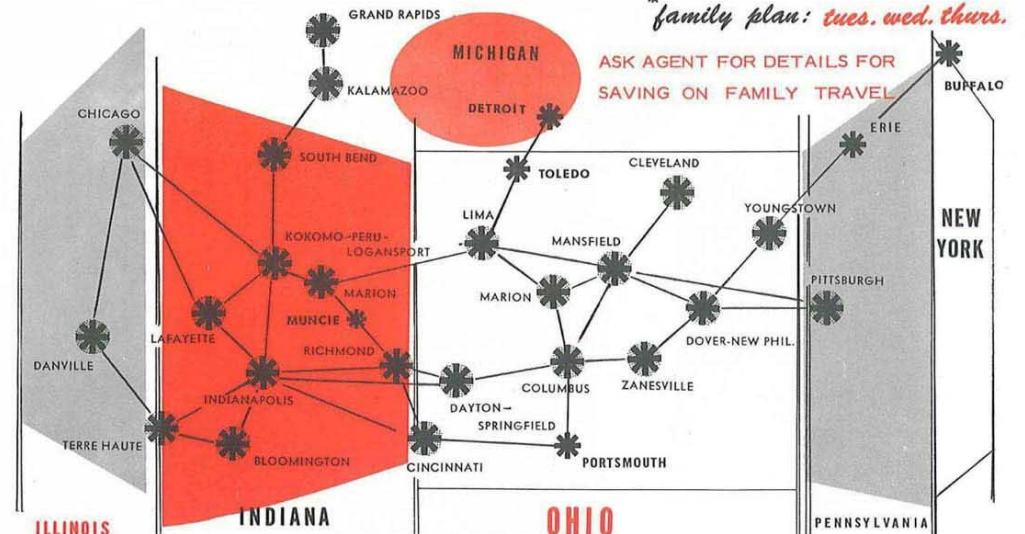 *family plan: tues. wed. thurs.
ASK AGENT FOR DETAILS FOR
SAVING ON FAMILY TRAVEL
GRAND RAPIDS
MICHIGAN
KALAMAZOO
BUFFALO
CHICAGO
DETROIT
ERIE
SOUTH BEND
CLEVELAND
TOLEDO
YOUNGSTOWN
NEW
YORK
LIMA
KOKOMO-PERU-
LOGANSPORT
MANSFIELD
PITTSBURGH
MARION
MARION
MUNCIE
LAFAYETTE
DOVER-NEW PHIL.
RICHMOND
DANVILLE
COLUMBUS
ZANESVILLE
INDIANAPOLIS
DAYTON-
SPRINGFIELD
TERRE HAUTE
BLOOMINGTON
CINCINNATI
PORTSMOUTH
ILLINOIS
INDIANA
OHIO
PENNSYLVANIA